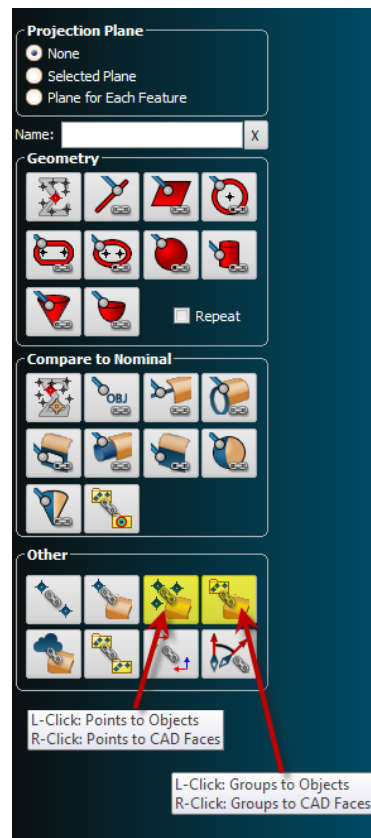 Projection Plane
None
Selected Plane
Plane for Each Feature
Name:
X
Geometry
Repeat
Compare to Nominal
OBJ
Other
L-Click: Points to Objects
R-Click: Points to CAD Faces
L-Click: Groups to Objects
R-Click: Groups to CAD Faces